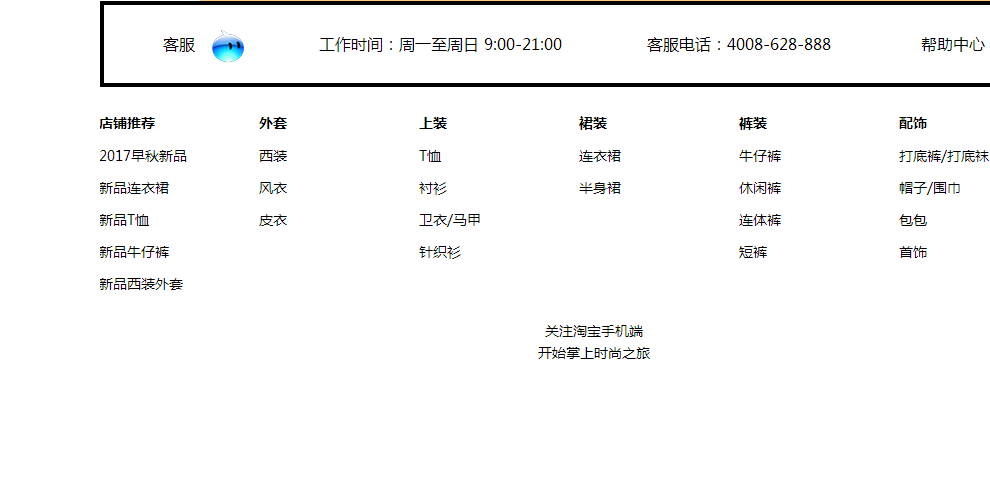 客服 工作时间：周一至周日 9:00-21:00 客服电话：4008-628-888 帮助中心
店铺推荐 外套 上装 裙装 裤装 配饰
2017早秋新品 西装 T恤 连衣裙 牛仔裤 打底裤/打底袜
新品连衣裙 风衣 衬衫 半身裙 休闲裤 帽子/围巾
新品T恤 皮衣 卫衣/马甲 连体裤 包包
新品牛仔裤 针织衫 短裤 首饰
新品西装外套
关注淘宝手机端
开始掌上时尚之旅